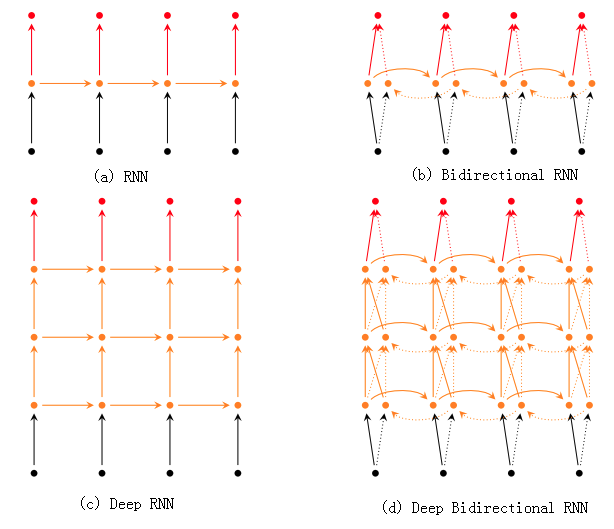 (a) RNN
(b) Bidirectional RNN
(c) Deep RNN
(d) Deep Bidirectional RNN